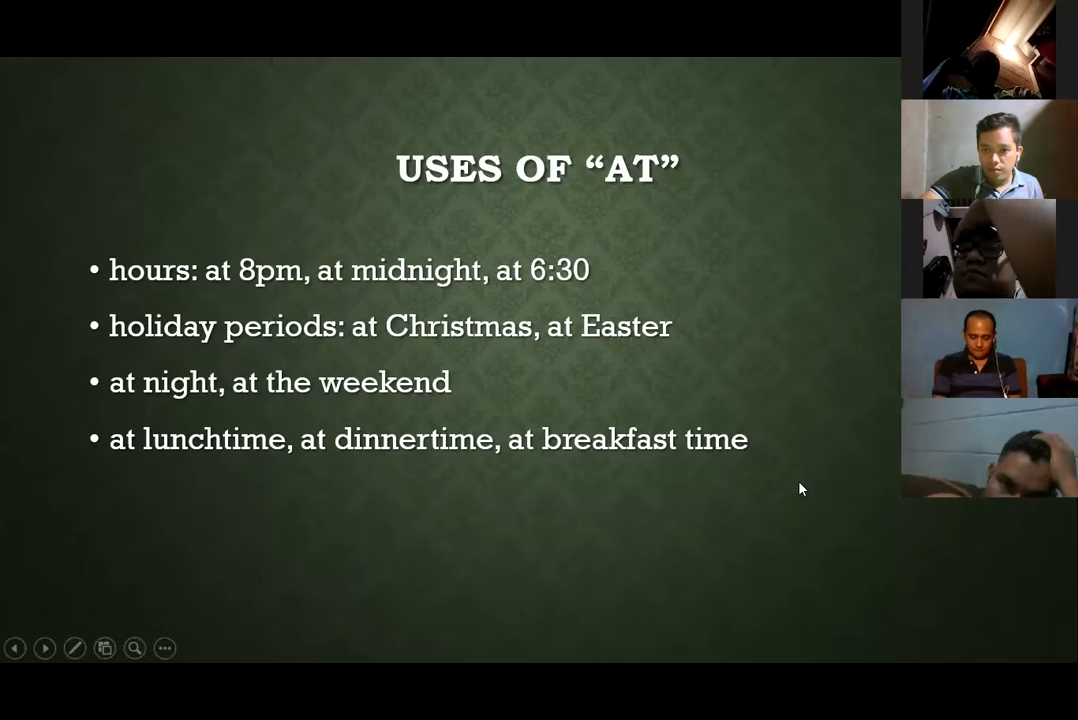 USES OF “AT”
• hours: at 8pm, at midnight, at 6:30
• holiday periods: at Christmas, at Easter
• at night, at the weekend
• at lunchtime, at dinnertime, at breakfast time